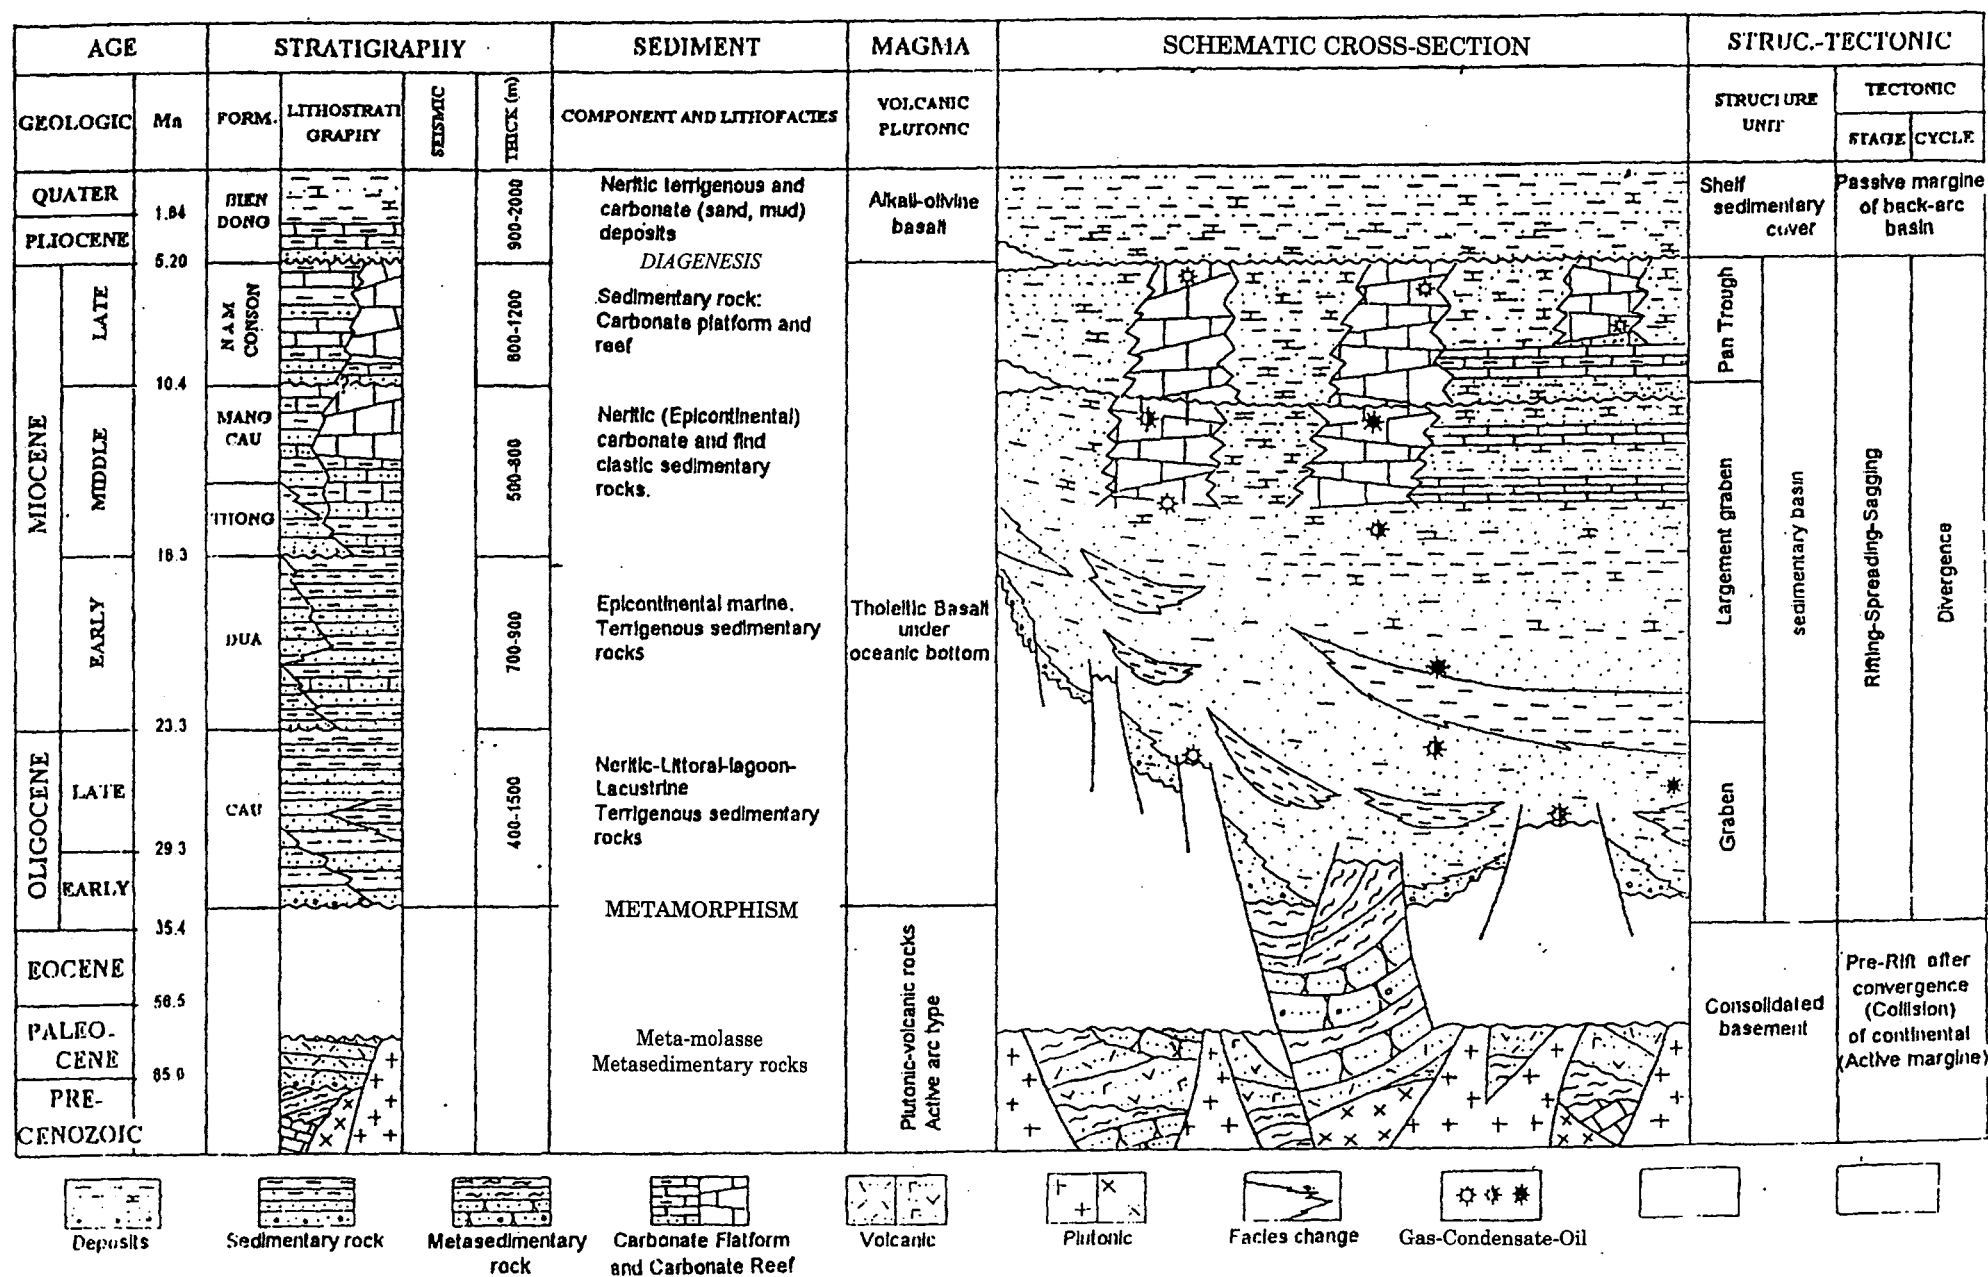 AGE
STRATIGRAPHY
SEDIMENT
MAGMA
SCHEMATIC CROSS-SECTION
STRUC.-TECTONIC
GEOLOGIC
Ma
FORM.
LITHOSTRATI
GRAPHY
SEISMIC
THICK (m)
COMPONENT AND LITHOFACIES
VOLCANIC
PLUTONIC
STRUCTURE
UNIT
TECTONIC
STAGE
CYCLE
QUATER
1.64
PLIOCENE
5.20
BIEN
DONG
900-2000
Neritic terrigenous and
carbonate (sand, mud)
deposits
DIAGENESIS
Alkali-olivine
basalt
Shelf
sedimentary
cover
Passive margine
of back-arc
basin
MIOCENE
LATE
10.4
NAM
CONSON
600-1200
Sedimentary rock:
Carbonate platform and
reef
Pan Trough
MIDDLE
16.3
MANG
CAU
THONG
500-800
Neritic (Epicontinental)
carbonate and find
clastic sedimentary
rocks.
Largement graben
sedimentary basin
Rifting-Spreading-Sagging
Divergence
EARLY
23.3
DUA
700-900
Epicontinental marine.
Terrigenous sedimentary
rocks
Tholeitic Basalt
under
oceanic bottom
OLIGOCENE
LATE
29.3
EARLY
35.4
CAU
400-1500
Neritic-Littoral-lagoon-
Lacustrine
Terrigenous sedimentary
rocks
Graben
METAMORPHISM
EOCENE
56.5
PALEO-
CENE
65.0
PRE-
CENOZOIC
Meta-molasse
Metasedimentary rocks
Plutonic-volcanic rocks
Active arc type
Consolidated
basement
Pre-Rift after
convergence
(Collision)
of continental
(Active margine)
Deposits
Sedimentary rock
Metasedimentary
rock
Carbonate Flatform
and Carbonate Reef
Volcanic
Plutonic
Facies change
Gas-Condensate-Oil